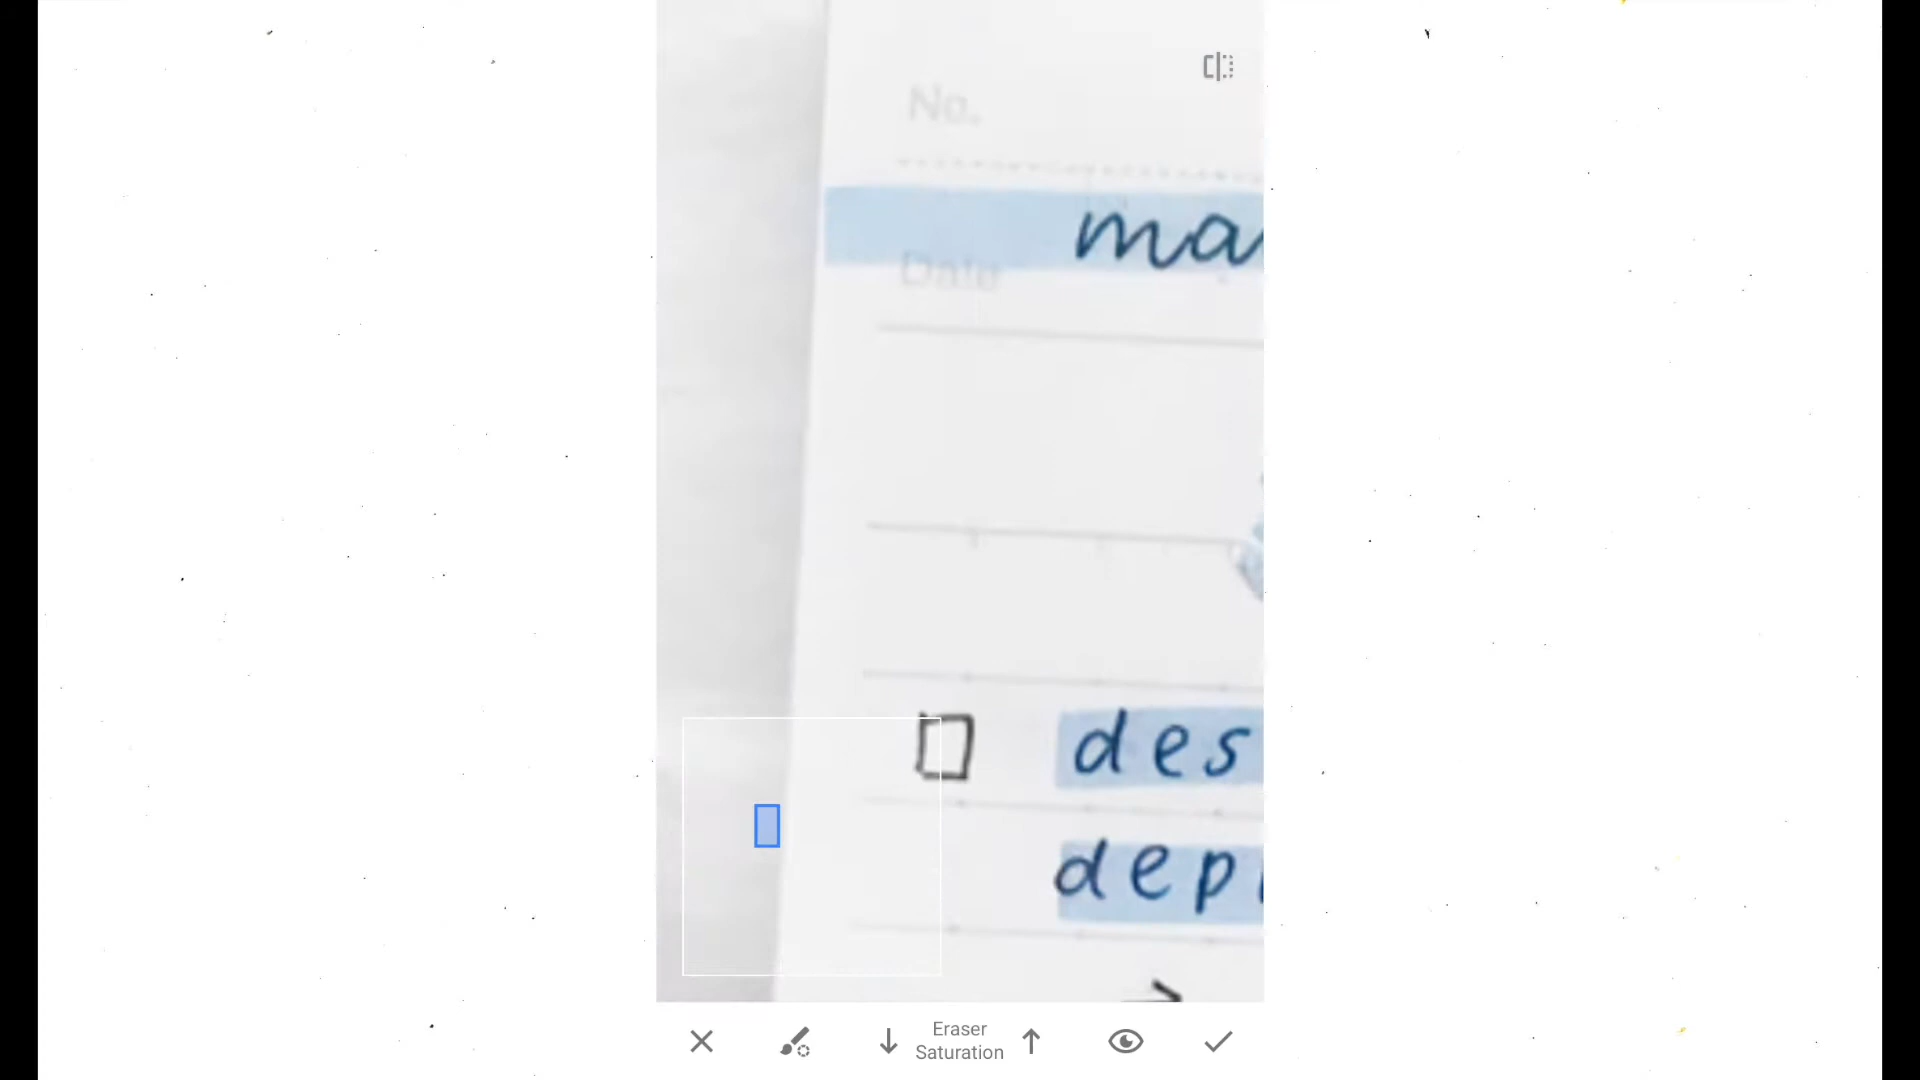 No.
ma
Date
des
dep
Eraser
Saturation